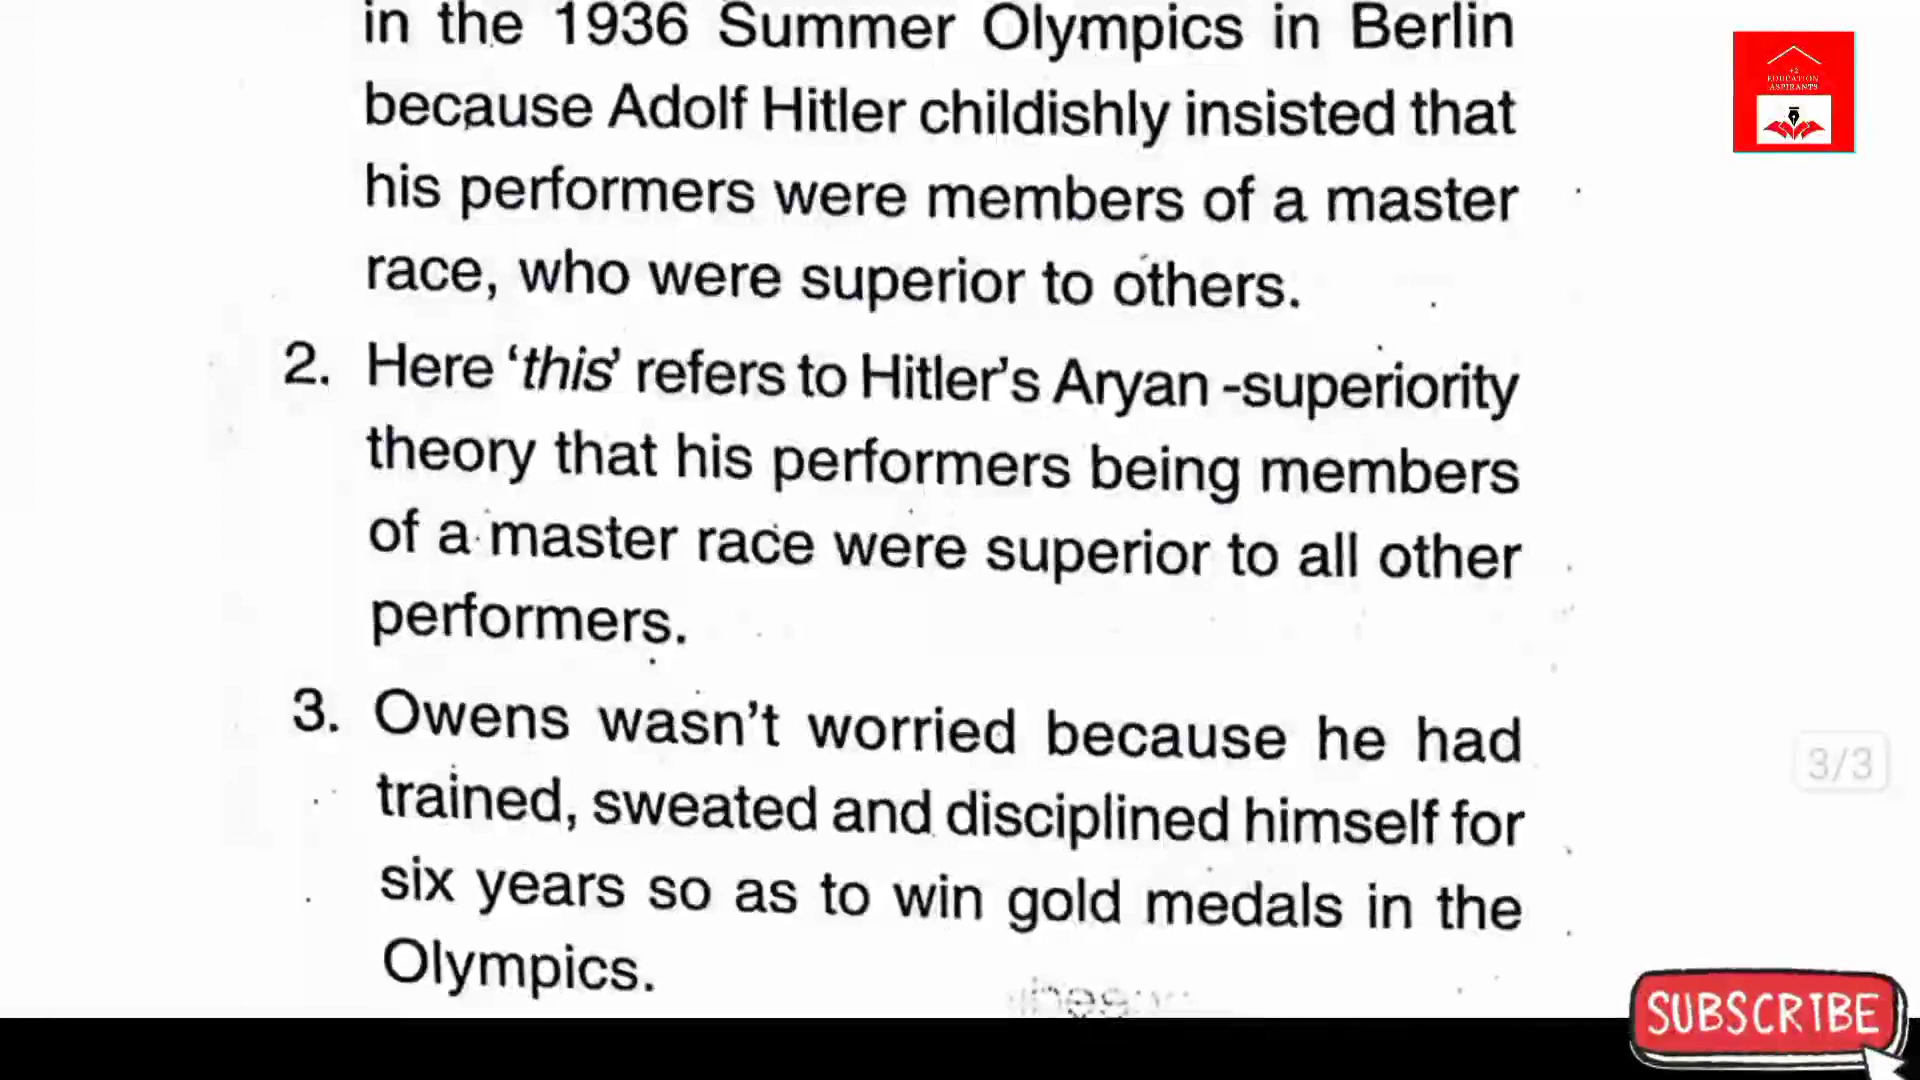 in the 1936 Summer Olympics in Berlin
because Adolf Hitler childishly insisted that
his performers were members of a master
race, who were superior to others.
2. Here 'this' refers to Hitler's Aryan -superiority
theory that his performers being members
of a master race were superior to all other
performers.
3. Owens wasn't worried because he had
trained, sweated and disciplined himself for
six years so as to win gold medals in the
Olympics.
+2
EDUCATION
ASPIRANTS
3/3
SUBSCRIBE